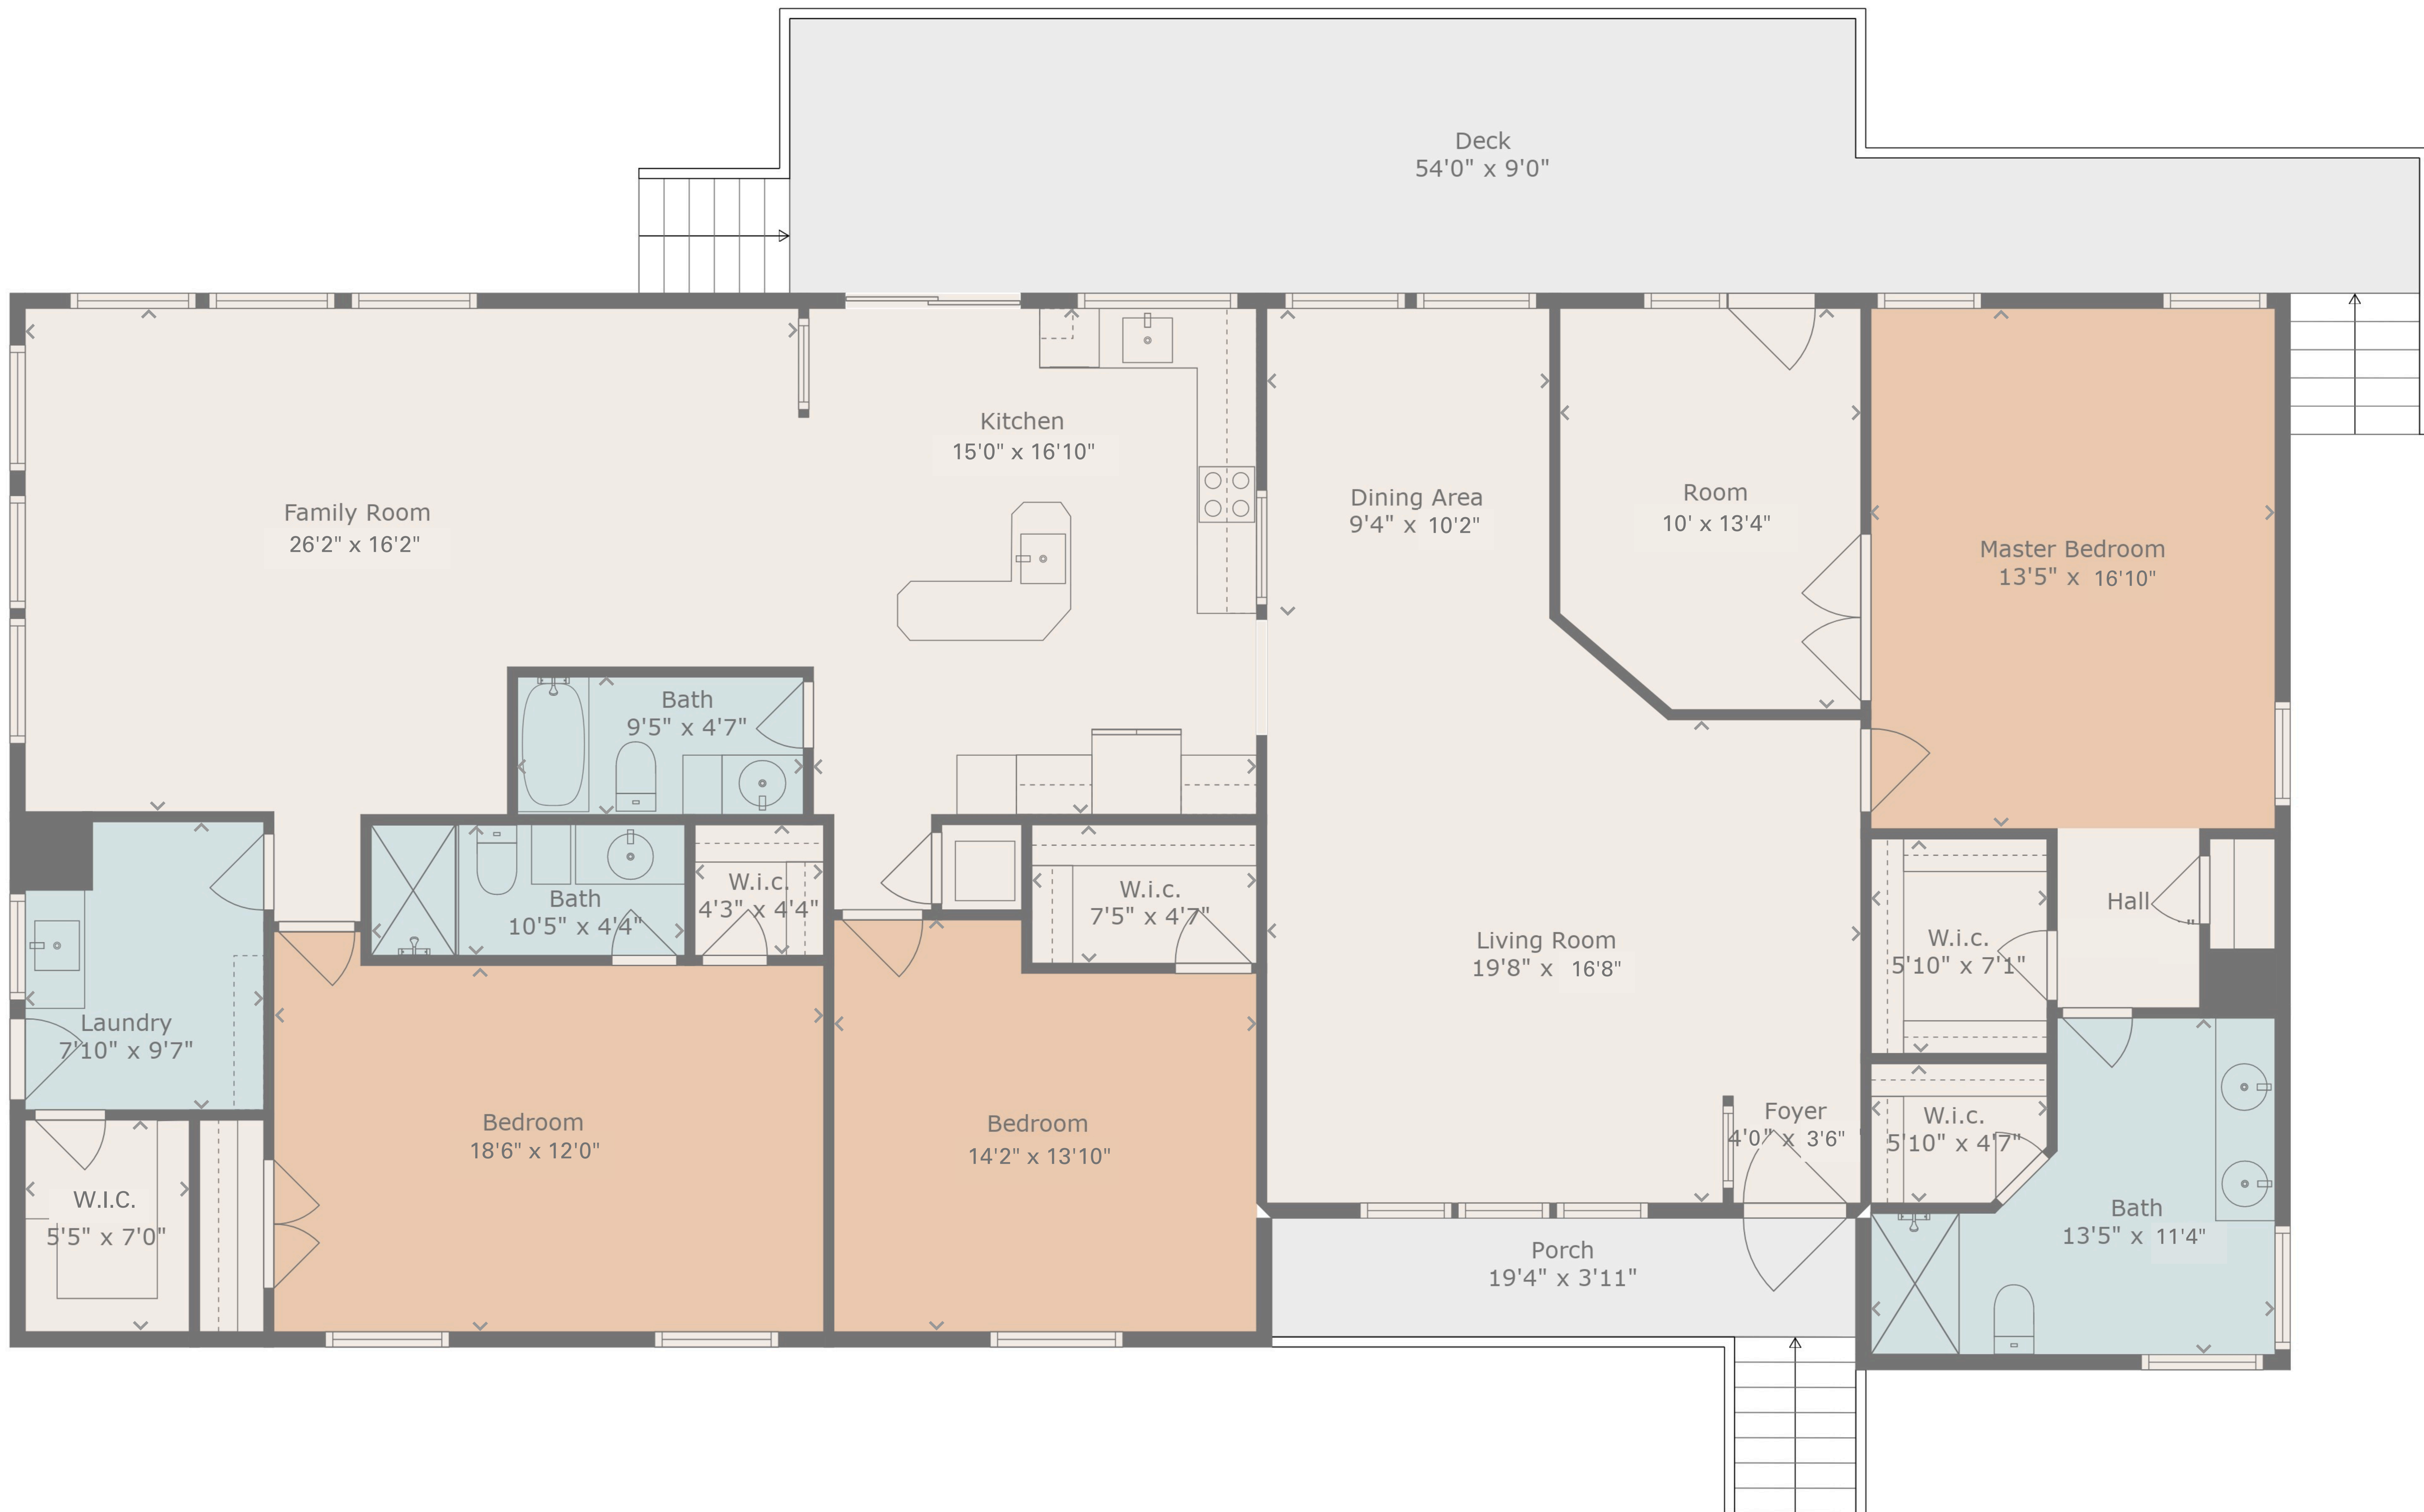 Deck
54'0" x 9'0"
Kitchen
15'0" x 16'10"
Family Room
26'2" x 16'2"
Dining Area
9'4" x 10'2"
Room
10' x 13'4"
Master Bedroom
13'5" x 16'10"
Bath
9'5" x 4'7"
Bath
10'5" x 4'4"
W.i.c.
4'3" x 4'4"
W.i.c.
7'5" x 4'7"
Hall
"
Living Room
19'8" x 16'8"
W.i.c.
5'10" x 7'1"
Laundry
7'10" x 9'7"
Bedroom
18'6" x 12'0"
Bedroom
14'2" x 13'10"
Foyer
4'0" x 3'6"
W.i.c.
5'10" x 4'7"
W.I.C.
5'5" x 7'0"
Bath
13'5" x 11'4"
Porch
19'4" x 3'11"